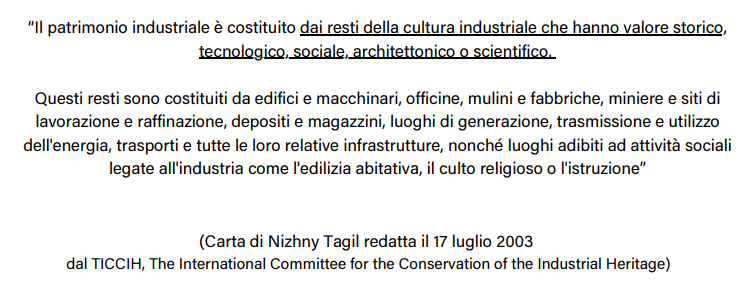 “Il patrimonio industriale è costituito dai resti della cultura industriale che hanno valore storico,
tecnologico, sociale, architettonico o scientifico.
Questi resti sono costituiti da edifici e macchinari, officine, mulini e fabbriche, miniere e siti di
lavorazione e raffinazione, depositi e magazzini, luoghi di generazione, trasmissione e utilizzo
dell'energia, trasporti e tutte le loro relative infrastrutture, nonché luoghi adibiti ad attività sociali
legate all'industria come l'edilizia abitativa, il culto religioso o l'istruzione”
(Carta di Nizhny Tagil redatta il 17 luglio 2003
dal TICCIH, The International Committee for the Conservation of the Industrial Heritage)